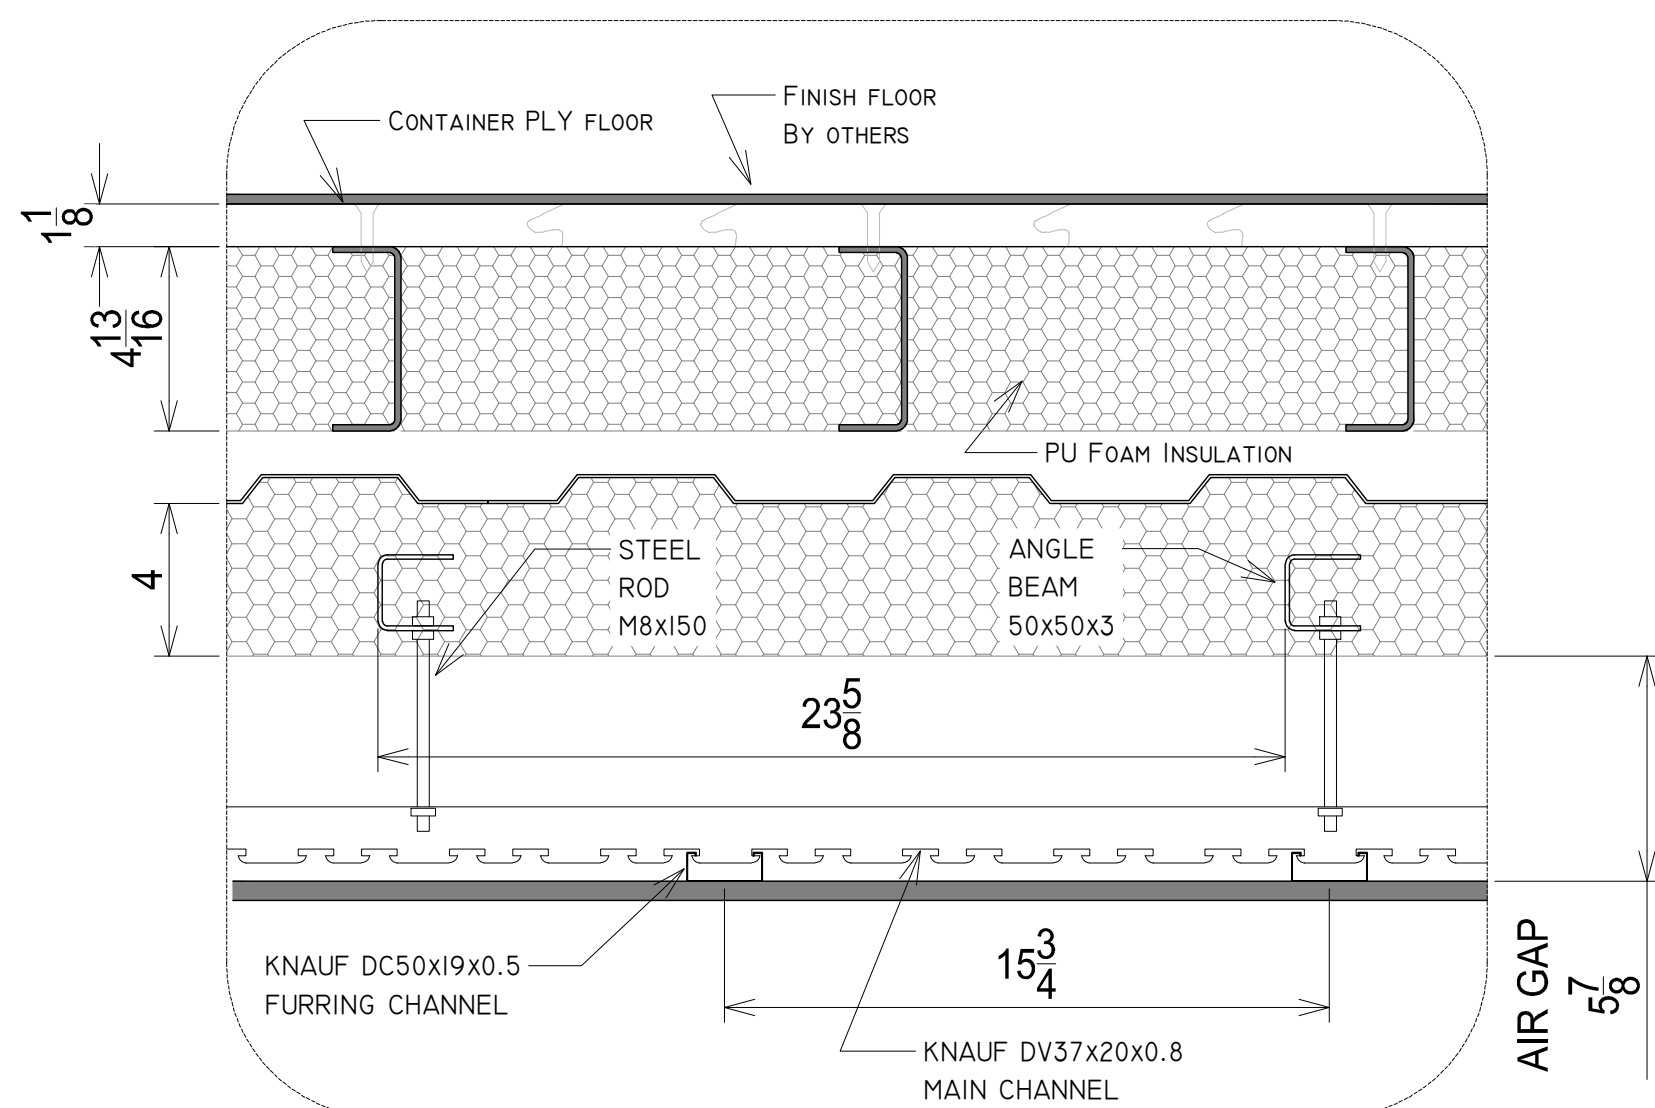 FINISH FLOOR
BY OTHERS
CONTAINER PLY FLOOR
1 1/8
4 13/16
PU FOAM INSULATION
4
STEEL
ROD
M8x150
ANGLE
BEAM
50x50x3
23 5/8
KNAUF DC50x19x0.5
FURRING CHANNEL
15 3/4
KNAUF DV37x20x0.8
MAIN CHANNEL
AIR GAP
5 7/8